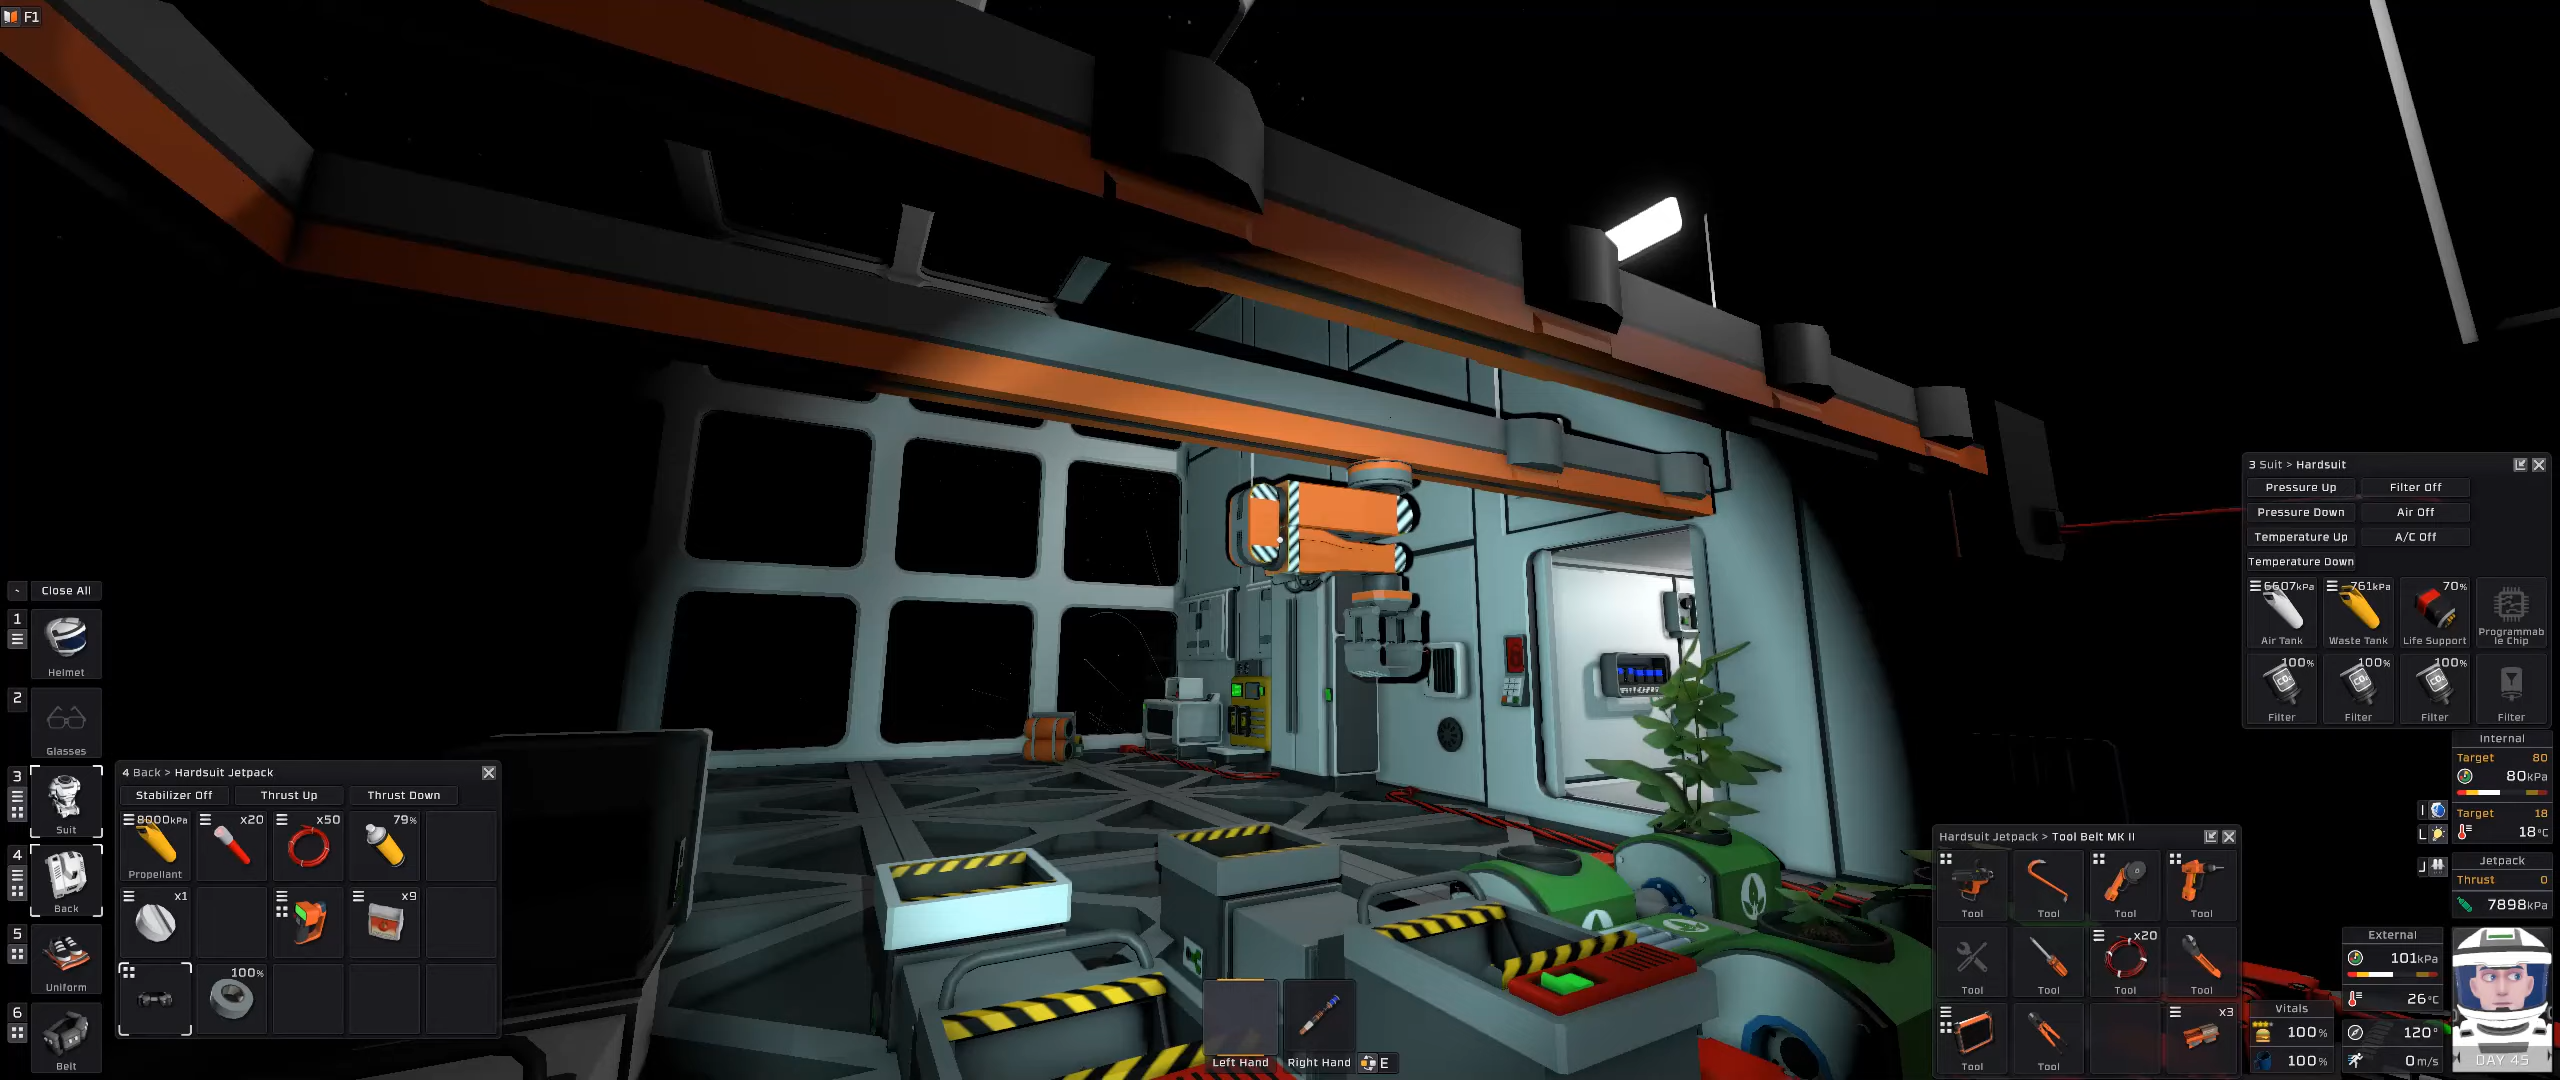 F1
~ Close All
1
Helmet
2
Glasses
3
Suit
4
Back
5
Uniform
6
Belt
4 Back > Hardsuit Jetpack
Stabilizer Off Thrust Up Thrust Down
8000kPa x20 x50 79%
Propellant
x1 x9
100%
Left Hand Right Hand E
3 Suit > Hardsuit
Pressure Up Filter Off
Pressure Down Air Off
Temperature Up A/C Off
Temperature Down
6607kPa 761kPa 70%
Air Tank Waste Tank Life Support Programmab
le Chip
100% 100% 100%
Filter Filter Filter Filter
Internal
Target 80
80kPa
Target 18
18°C
I
L
J
Jetpack
Thrust 0
7898kPa
Hardsuit Jetpack > Tool Belt MK II
Tool Tool Tool Tool
x20
Tool Tool Tool Tool
x3
Tool Tool Tool
External
101kPa
26°C
120°
0m/s
Vitals
100%
100%
DAY 45